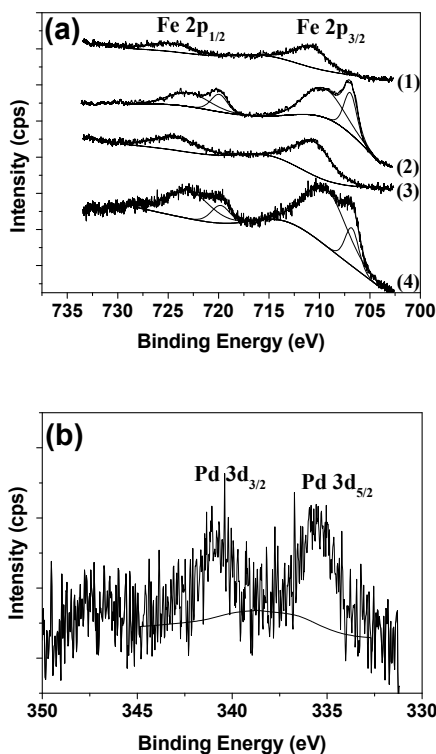 (a)
Fe 2p1/2
Fe 2p3/2
(1)
(2)
(3)
(4)
Intensity (cps)
735 730 725 720 715 710 705 700
Binding Energy (eV)
(b)
Pd 3d3/2
Pd 3d5/2
Intensity (cps)
350 345 340 335 330
Binding Energy (eV)